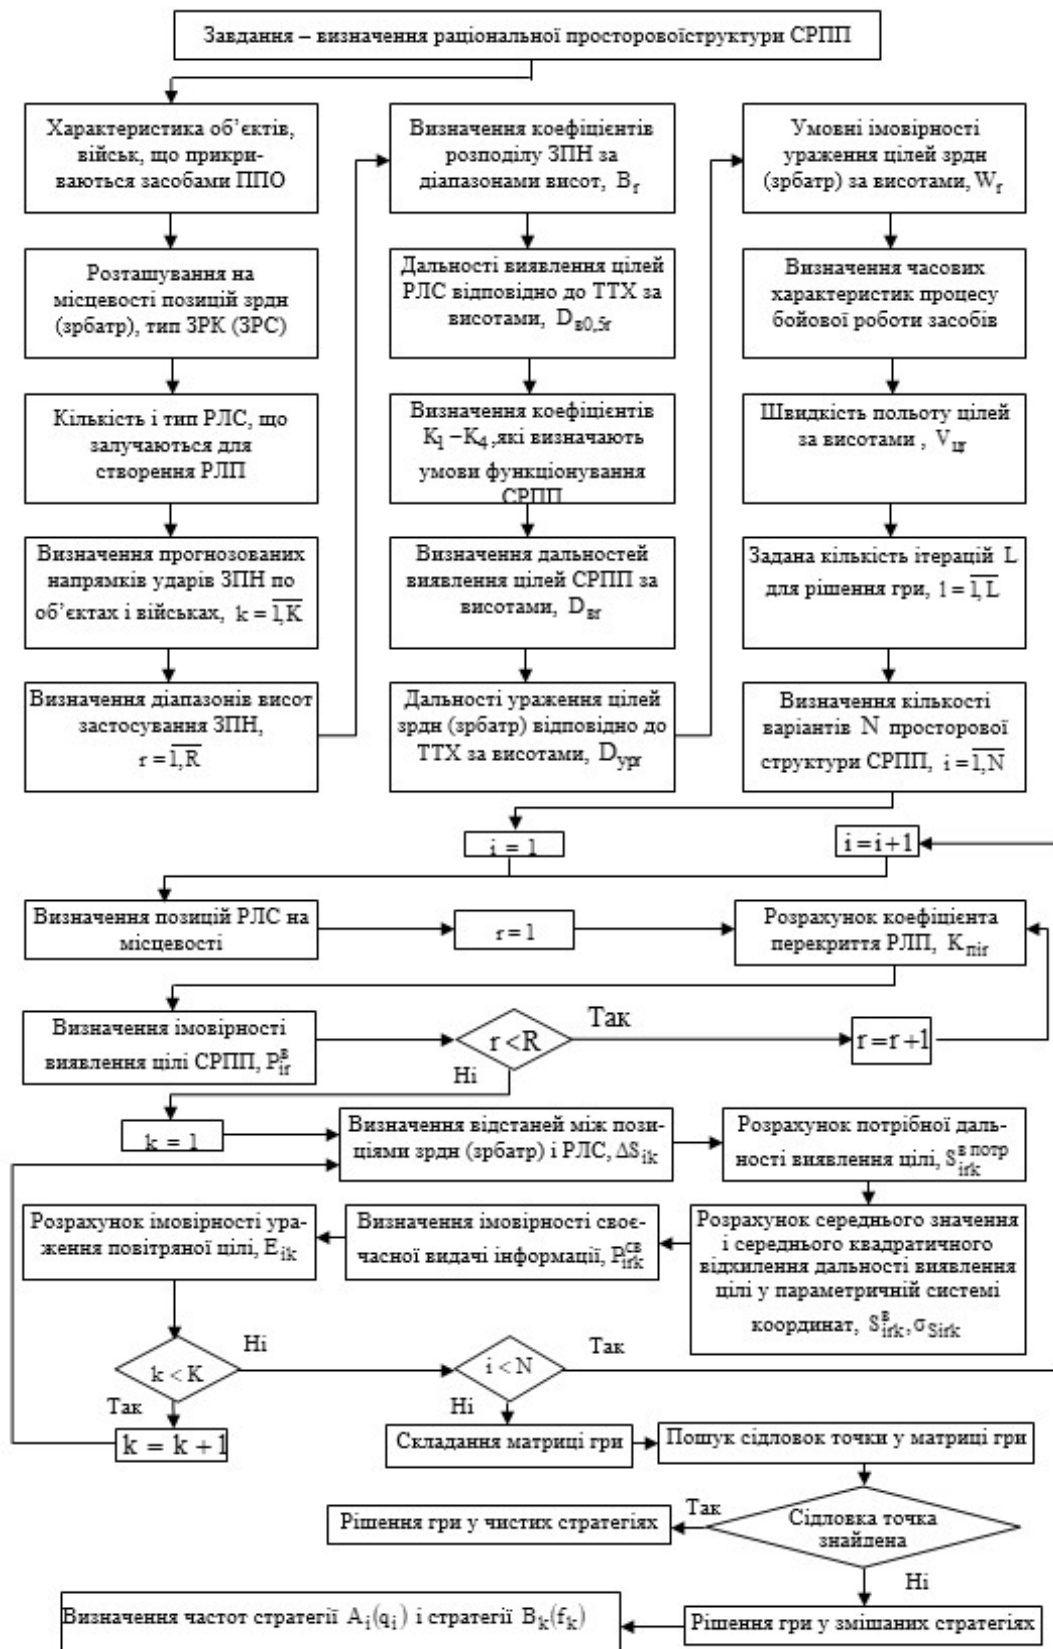 Завдання – визначення раціональної просторовоїструктури СРПП
Характеристика об’єктів,
військ, що прикри-
ваються засобами ППО
Розташування на
місцевості позицій зрдн
(зрбатр), тип ЗРК (ЗРС)
Кількість і тип РЛС, що
залучаються для
створення РЛП
Визначення прогнозованих
напрямків ударів ЗПН по
об’єктах і військах, k = 1,K
Визначення діапазонів висот
застосування ЗПН,
r = 1,R
Визначення коефіцієнтів
розподілу ЗПН за
діапазонами висот, Br
Дальності виявлення цілей
РЛС відповідно до ТТХ за
висотами, Dв0,5r
Визначення коефіцієнтів
K1 – K4 ,які визначають
умови функціонування
СРПП
Визначення дальностей
виявлення цілей СРПП за
висотами, Dвr
Дальності ураження цілей
зрдн (зрбатр) відповідно до
ТТХ за висотами, Dурr
Умовні імовірності
ураження цілей зрдн
(зрбатр) за висотами, Wr
Визначення часових
характеристик процесу
бойової роботи засобів
Швидкість польоту цілей
за висотами , Vцr
Задана кількість ітерацій L
для рішення гри, l = 1,L
Визначення кількості
варіантів N просторової
структури СРПП, i = 1,N
i = 1
i = i + 1
Визначення позицій РЛС на
місцевості
r = 1
Розрахунок коефіцієнта
перекриття РЛП, Kпir
Визначення імовірності
виявлення цілі СРПП, Pirв
r < R
Так
r = r + 1
Ні
k = 1
Визначення відстаней між пози-
ціями зрдн (зрбатр) і РЛС, ΔSik
Розрахунок потрібної даль-
ності виявлення цілі, Sirkв потр
Розрахунок імовірності ура-
ження повітряної цілі, Eik
Визначення імовірності своє-
часної видачі інформації, Pirkсв
Розрахунок середнього значення
і середнього квадратичного
відхилення дальності виявлення
цілі у параметричній системі
координат, Sirkв, σSirk
k < K
Ні
i < N
Так
Так
Ні
k = k + 1
Складання матриці гри
Пошук сідловок точки у матриці гри
Рішення гри у чистих стратегіях
Так
Сідловка точка
знайдена
Ні
Визначення частот стратегії Ai(qi) і стратегії Bk(fk)
Рішення гри у змішаних стратегіях